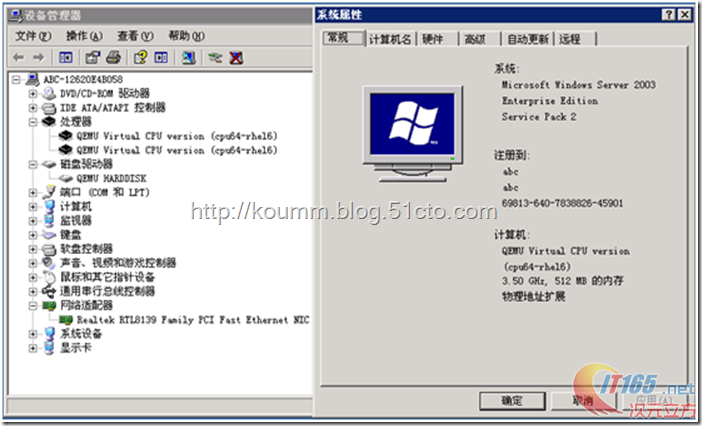 设备管理器
文件(F) 操作(A) 查看(V) 帮助(H)
ABC-12620E4B058
DVD/CD-ROM 驱动器
IDE ATA/ATAPI 控制器
处理器
QEMU Virtual CPU version (cpu64-rhel6)
QEMU Virtual CPU version (cpu64-rhel6)
磁盘驱动器
QEMU HARDDISK
端口 (COM 和 LPT)
计算机
监视器
键盘
软盘控制器
声音、视频和游戏控制器
鼠标和其它指针设备
通用串行总线控制器
网络适配器
Realtek RTL8139 Family PCI Fast Ethernet NIC
系统设备
显示卡
系统属性
常规 计算机名 硬件 高级 自动更新 远程
系统:
Microsoft Windows Server 2003
Enterprise Edition
Service Pack 2
注册到:
abc
abc
69813-640-7838826-45901
计算机:
QEMU Virtual CPU version
(cpu64-rhel6)
3.50 GHz, 512 MB 的内存
物理地址扩展
确定 取消 应用(A)
http://koumm.blog.51cto.com
IT165.net
次元立方